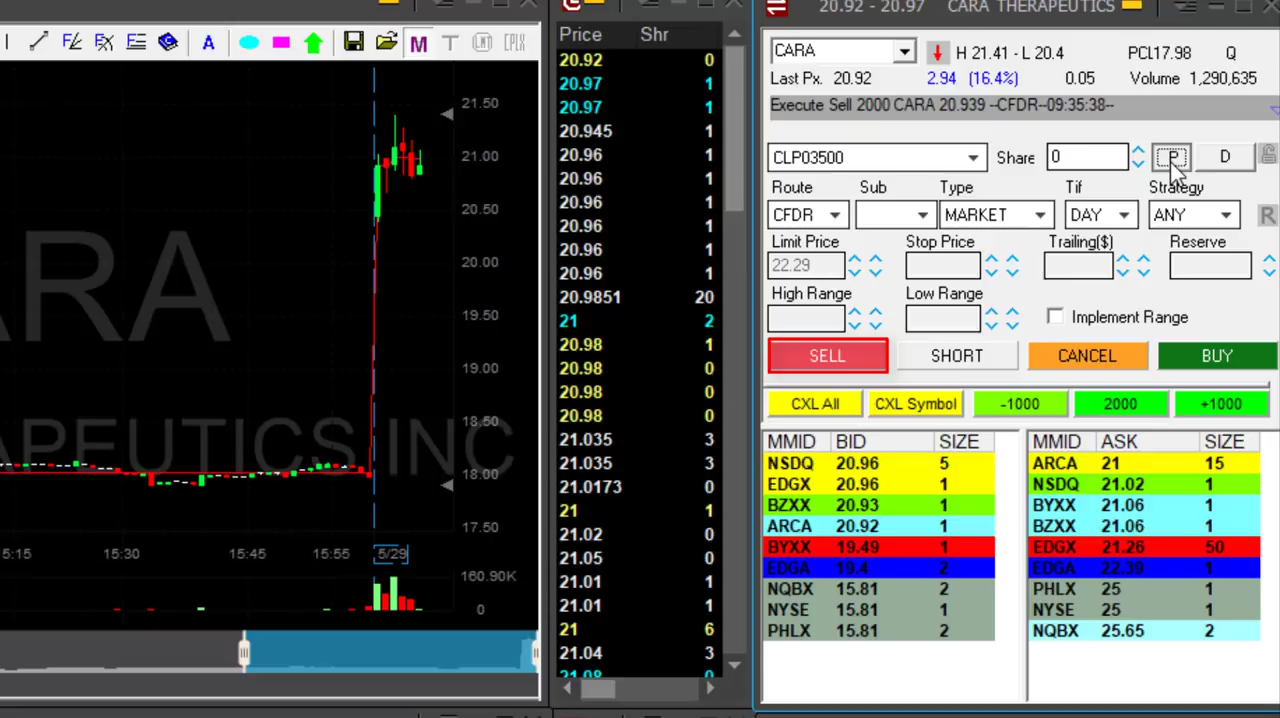 M
CPLX
21.50
21.00
20.50
20.00
19.50
19.00
18.50
18.00
17.50
ARA
CARA
PEUTICS INC
5:15 15:30 15:45 15:55 5/29
160.90K
0
Price Shr
20.92 0
20.97 1
20.97 1
20.945 1
20.96 1
20.96 1
20.96 1
20.96 1
20.96 1
20.96 1
20.9851 20
21 2
20.98 1
20.98 0
20.98 0
20.98 0
21.035 3
21.035 3
21.0173 0
21 1
21.02 0
21.05 0
21.01 1
21.01 1
21 6
21.04 3
21.08 0
20.92 - 20.97 CARA THERAPEUTICS
CARA H 21.41 - L 20.4 PCL17.98 Q
Last Px. 20.92 2.94 (16.4%) 0.05 Volume 1,290,635
Execute Sell 2000 CARA 20.939 --CFDR--09:35:38--
CLP03500 Share 0 P D
Route Sub Type Tif Strategy
CFDR MARKET DAY ANY R
Limit Price Stop Price Trailing($) Reserve
22.29
High Range Low Range
Implement Range
SELL SHORT CANCEL BUY
CXL All CXL Symbol -1000 2000 +1000
MMID BID SIZE MMID ASK SIZE
NSDQ 20.96 5 ARCA 21 15
EDGX 20.96 1 NSDQ 21.02 1
BZXX 20.93 1 BYXX 21.06 1
ARCA 20.92 1 BZXX 21.06 1
BYXX 19.49 1 EDGX 21.26 50
EDGA 19.4 2 EDGA 22.39 1
NQBX 15.81 2 PHLX 25 1
NYSE 15.81 1 NYSE 25 1
PHLX 15.81 2 NQBX 25.65 2